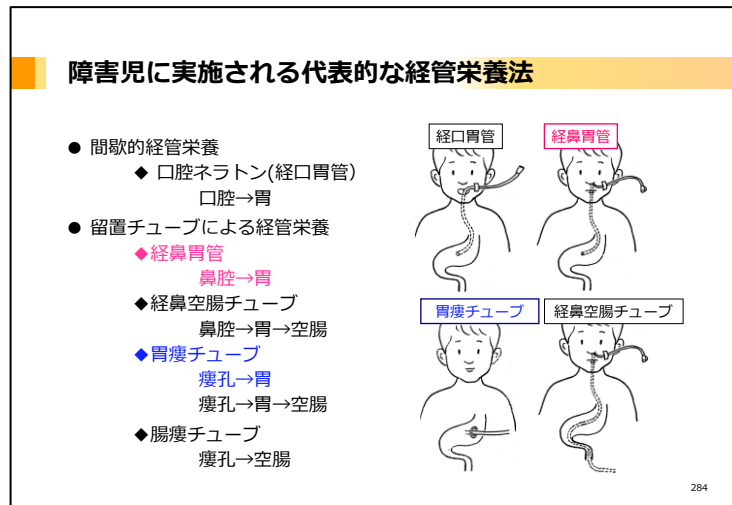 障害児に実施される代表的な経管栄養法
● 間歇的経管栄養
◆ 口腔ネラトン(経口胃管)
口腔→胃
● 留置チューブによる経管栄養
◆経鼻胃管
鼻腔→胃
◆経鼻空腸チューブ
鼻腔→胃→空腸
◆胃瘻チューブ
瘻孔→胃
瘻孔→胃→空腸
◆腸瘻チューブ
瘻孔→空腸
経口胃管
経鼻胃管
胃瘻チューブ
経鼻空腸チューブ
284